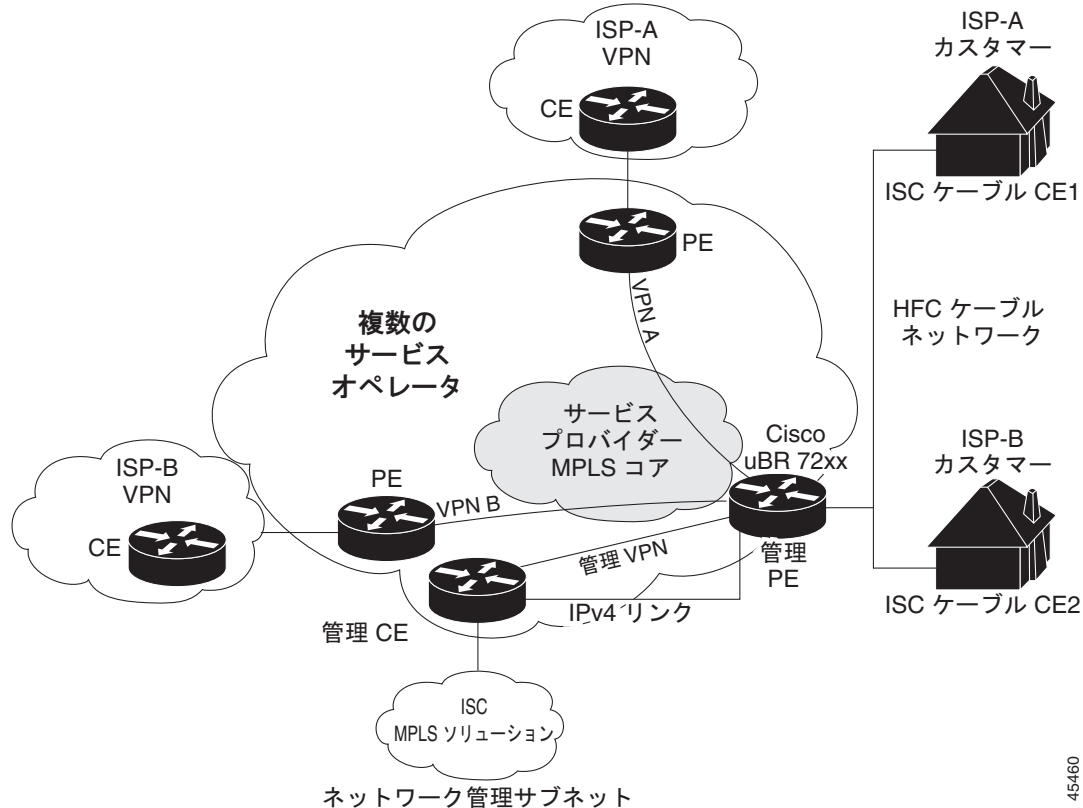 ISP-A
VPN
CE
ISP-A
カスタマー
ISC ケーブル CE1
PE
VPN A
HFC ケーブル
ネットワーク
複数の
サービス
オペレータ
サービス
プロバイダー
MPLS コア
Cisco
uBR 72xx
ISP-B
カスタマー
ISP-B
VPN
CE
PE
VPN B
管理 VPN
管理
PE
IPv4 リンク
ISC ケーブル CE2
管理 CE
ISC
MPLS ソリューション
ネットワーク管理サブネット
45460